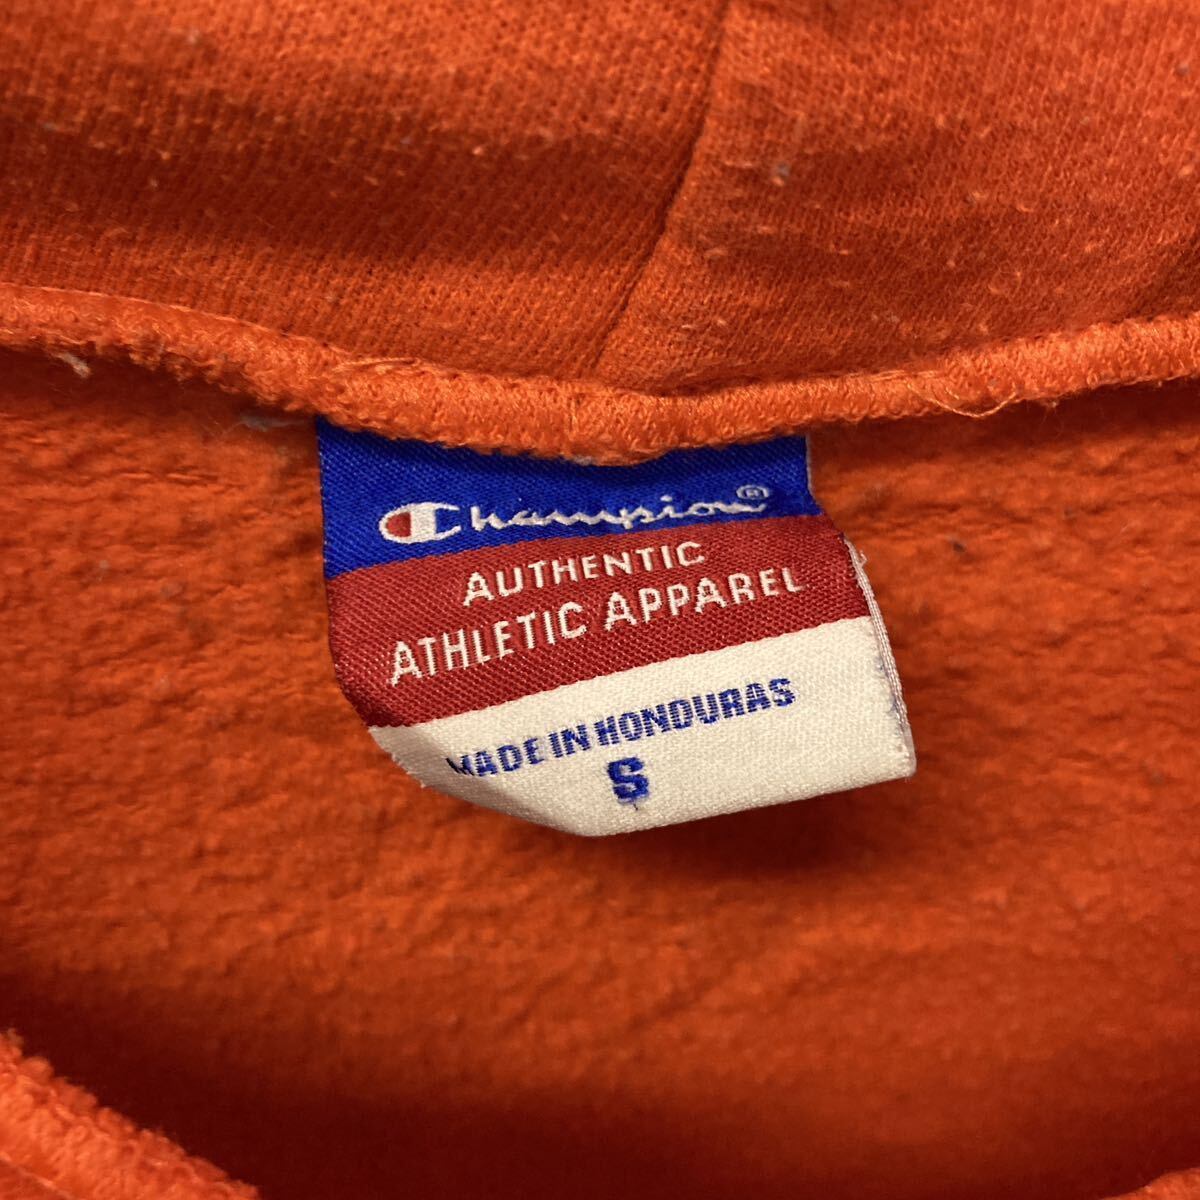 Champion®
AUTHENTIC
ATHLETIC APPAREL
MADE IN HONDURAS
S